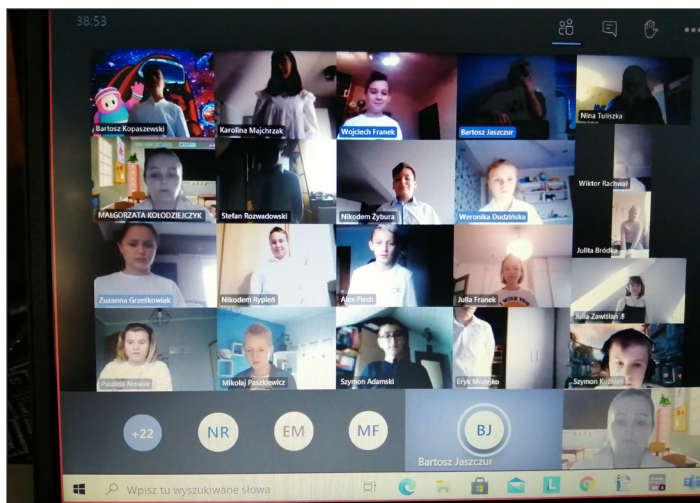 38:53
Bartosz Kopaszewski
Karolina Majchrzak
Wojciech Franek
Bartosz Jaszczur
Nina Tuliszka
MAŁGORZATA KOŁODZIEJCZYK
Stefan Rozwadowski
Nikodem Żybura
Weronika Dudzińska
Wiktor Rachwał
Julita Bródka
Zuzanna Grześkowiak
Nikodem Rypień
Alex Piech
Julia Franek
Julia Zawiślan
Paulina Nowak
Mikołaj Paszkiewicz
Szymon Adamski
Eryk
Szymon
+22
NR
EM
MF
BJ
Bartosz Jaszczur
Wpisz tu wyszukiwane słowa